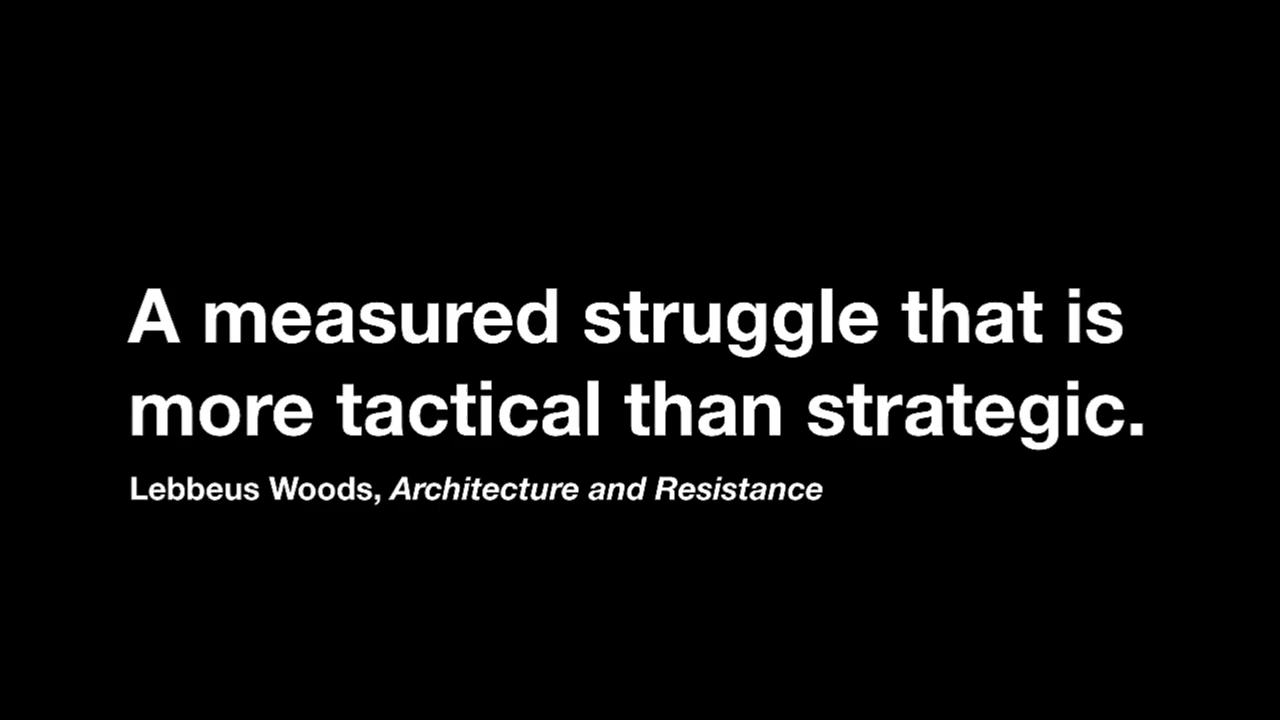 A measured struggle that is
more tactical than strategic.
Lebbeus Woods, Architecture and Resistance